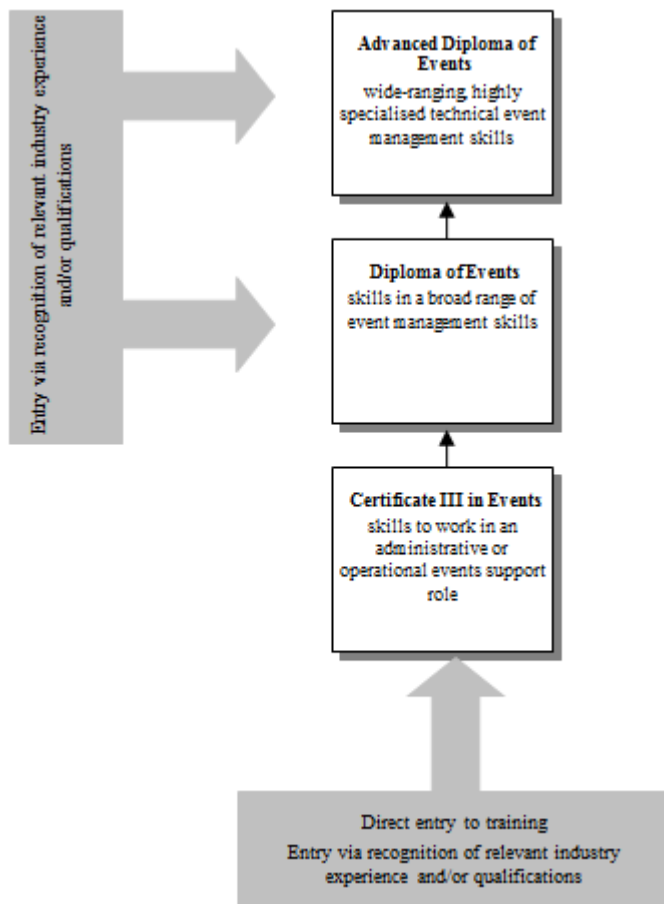 Entry via recognition of relevant industry experience
and/or qualifications
Advanced Diploma of
Events
wide-ranging, highly
specialised technical event
management skills
Diploma of Events
skills in a broad range of
event management skills
Certificate III in Events
skills to work in an
administrative or
operational events support
role
Direct entry to training
Entry via recognition of relevant industry
experience and/or qualifications